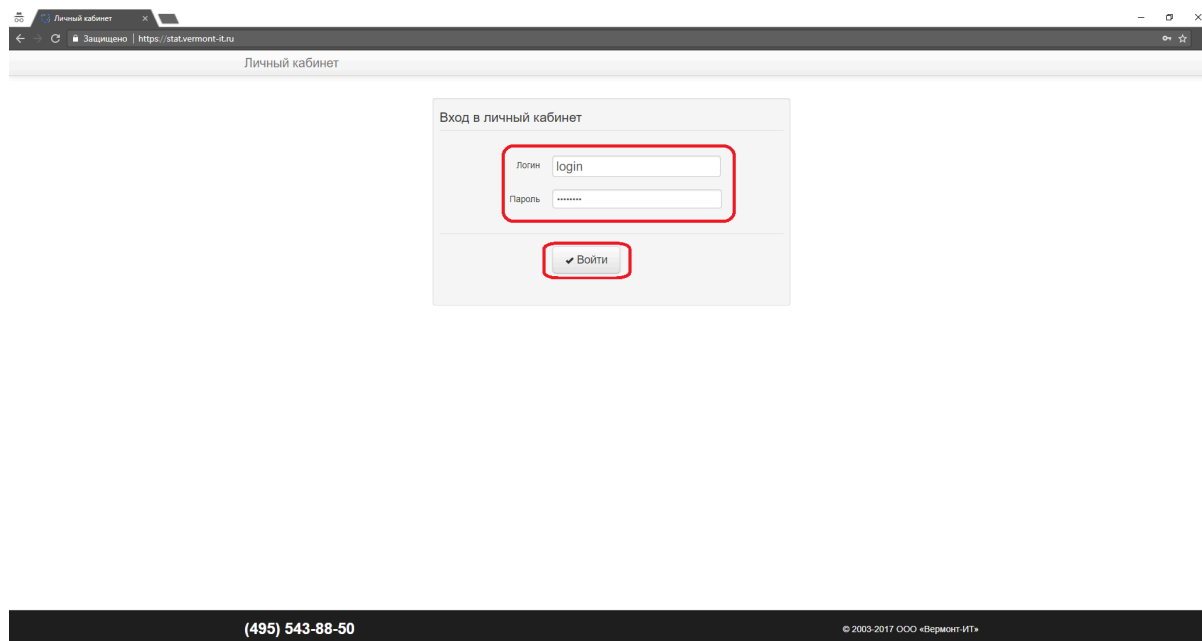 Личный кабинет
Защищено | https://stat.vermont-it.ru
Личный кабинет
Вход в личный кабинет
Логин login
Пароль ••••••••
Войти
(495) 543-88-50 © 2003-2017 ООО «Вермонт-ИТ»